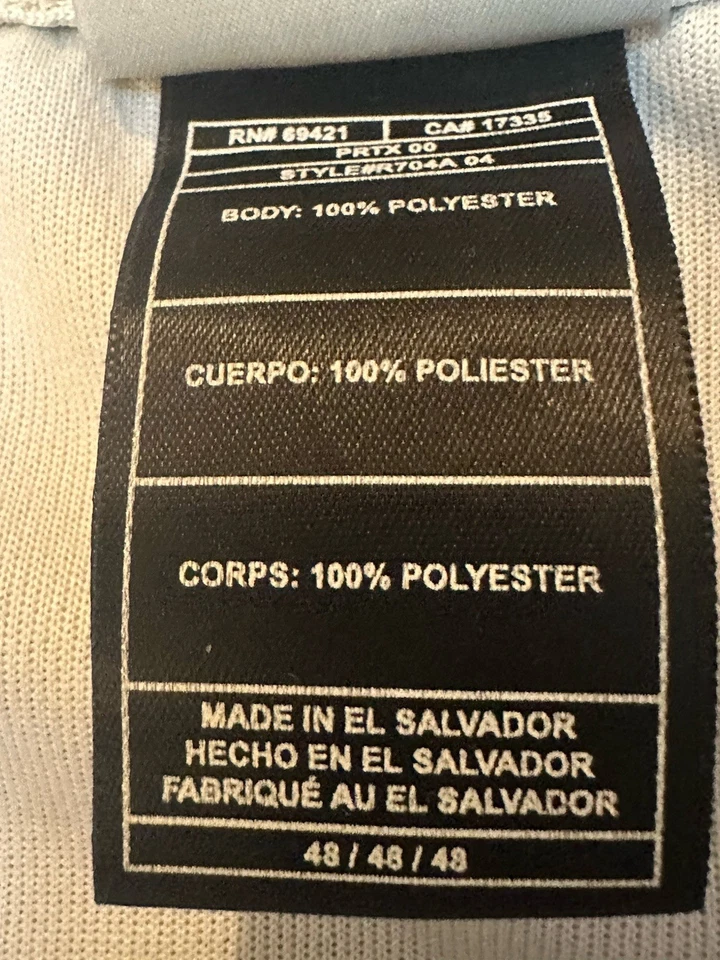 RN# 69421 CA# 17335
PRTX 00
STYLE#R704A 04
BODY: 100% POLYESTER
CUERPO: 100% POLIESTER
CORPS: 100% POLYESTER
MADE IN EL SALVADOR
HECHO EN EL SALVADOR
FABRIQUÉ AU EL SALVADOR
48 / 48 / 48